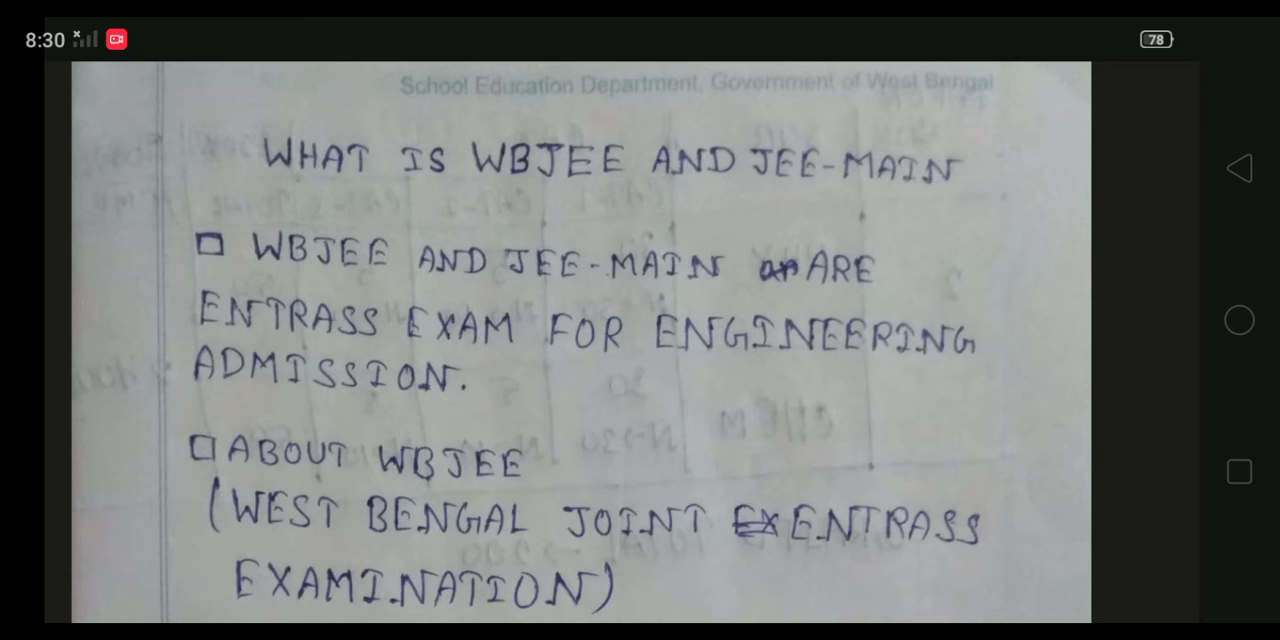 8:30
78
School Education Department, Government of West Bengal
WHAT IS WBJEE AND JEE-MAIN
□ WBJEE AND JEE-MAIN ARE
ENTRASS EXAM FOR ENGINEERING
ADMISSION.
□ ABOUT WBJEE
(WEST BENGAL JOINT ENTRASS
EXAMINATION)